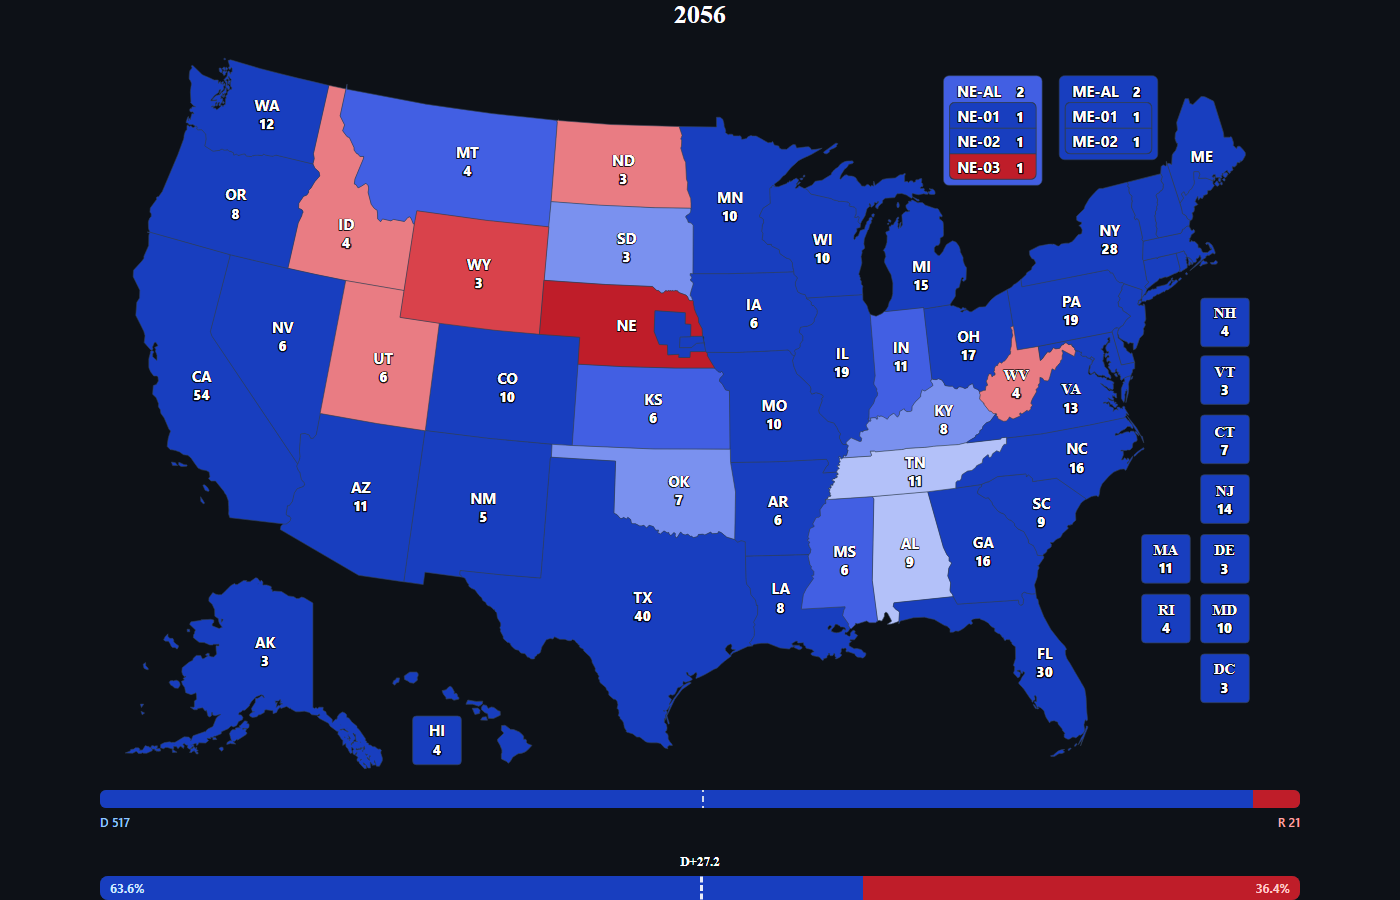 2056
NE-AL 2
NE-01 1
NE-02 1
NE-03 1
ME-AL 2
ME-01 1
ME-02 1
WA
12
MT
4
ND
3
MN
10
ME
OR
8
ID
4
WY
3
SD
3
WI
10
MI
15
NY
28
NV
6
UT
6
CO
10
NE
IA
6
IL
19
IN
11
OH
17
PA
19
CA
54
KS
6
MO
10
KY
8
WV
4
VA
13
AZ
11
NM
5
OK
7
AR
6
TN
11
NC
16
SC
9
TX
40
LA
8
MS
6
AL
9
GA
16
FL
30
AK
3
HI
4
NH
4
VT
3
CT
7
NJ
14
MA
11
DE
3
RI
4
MD
10
DC
3
D 517
R 21
D+27.2
63.6%
36.4%